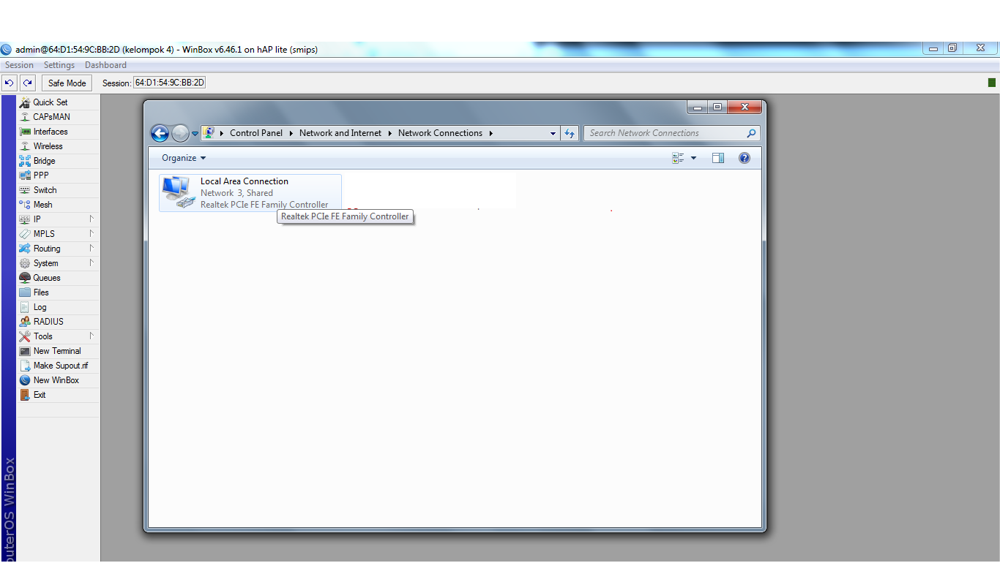 admin@64:D1:54:9C:BB:2D (kelompok 4) - WinBox v6.46.1 on hAP lite (smips)
Session Settings Dashboard
Safe Mode Session: 64:D1:54:9C:BB:2D
Quick Set
CAPsMAN
Interfaces
Wireless
Bridge
PPP
Switch
Mesh
255 IP
MPLS
Routing
System
Queues
Files
Log
RADIUS
Tools
New Terminal
Make Supout.rif
New WinBox
Exit
outerOS WinBox
Control Panel Network and Internet Network Connections Search Network Connections
Organize
Local Area Connection
Network 3, Shared
Realtek PCIe FE Family Controller
Realtek PCIe FE Family Controller